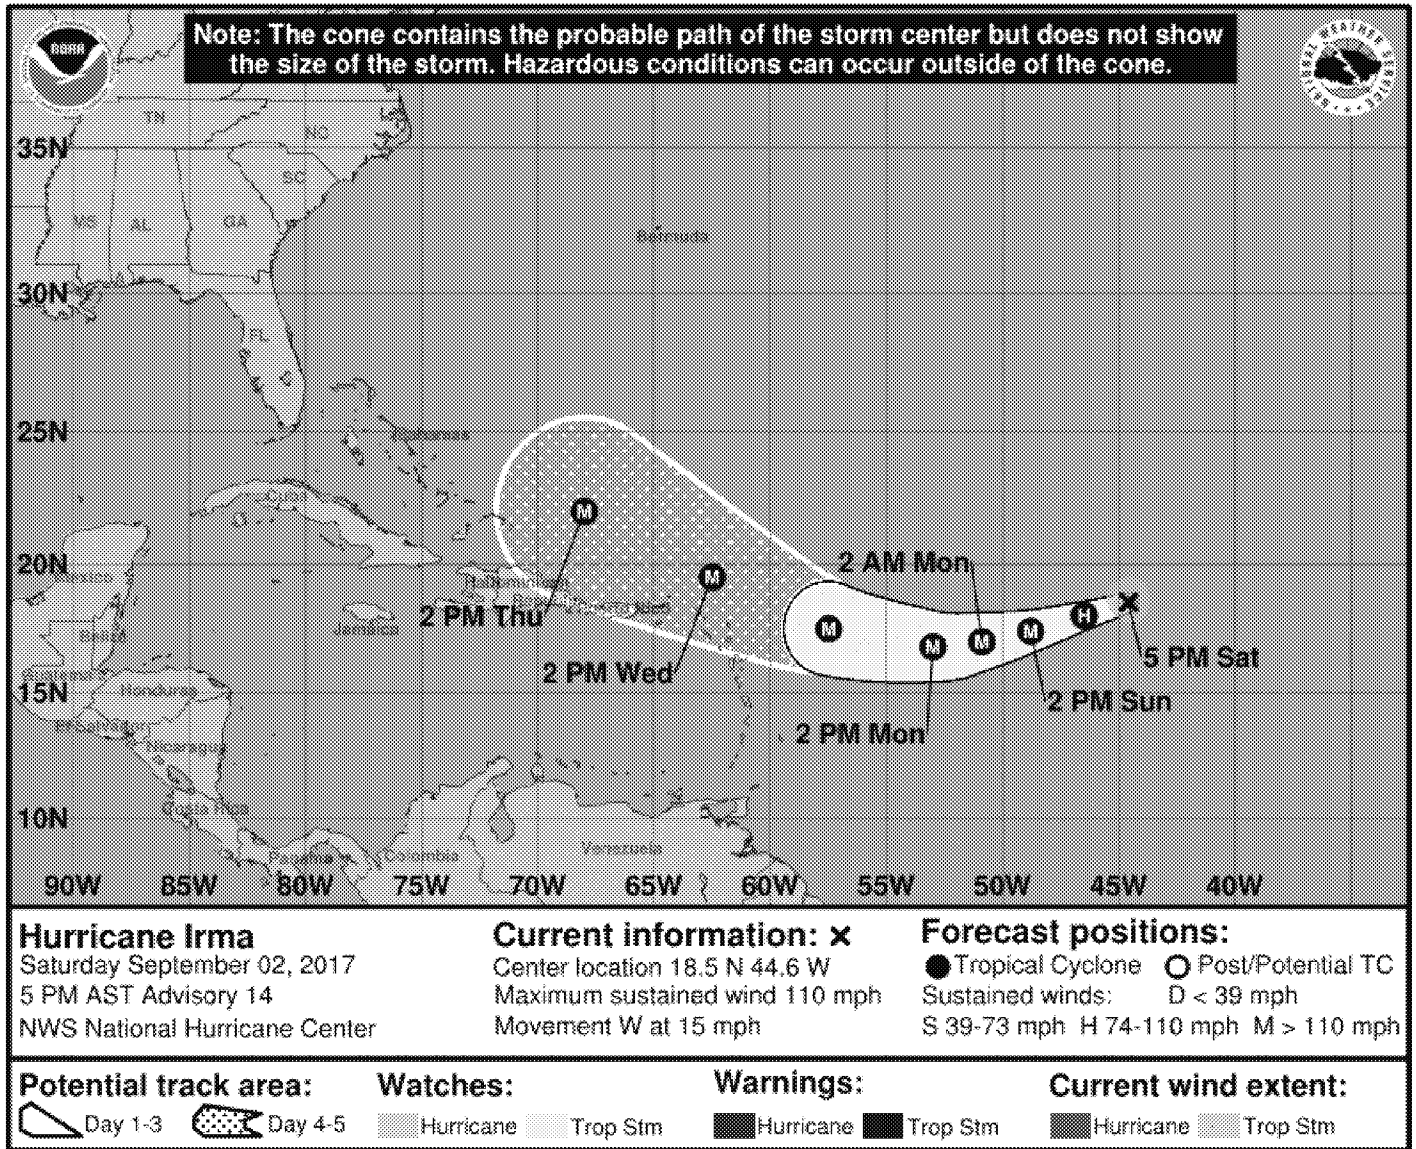 Note: The cone contains the probable path of the storm center but does not show
the size of the storm. Hazardous conditions can occur outside of the cone.
NOAA
NATIONAL WEATHER SERVICE
TN
NC
35N
SC
MS
AL
GA
Bermuda
30N
FL
25N
Bahamas
Cuba
20N
2 AM Mon
Mexico
M
M
H
M
M
M
M
2 PM Thu
Puerto Rico
Jamaica
Belize
5 PM Sat
2 PM Wed
Guatemala
15N
Honduras
2 PM Sun
El Salvador
2 PM Mon
Nicaragua
Costa Rica
10N
Panama
Colombia
Venezuela
90W 85W 80W 75W 70W 65W 60W 55W 50W 45W 40W
Hurricane Irma
Saturday September 02, 2017
5 PM AST Advisory 14
NWS National Hurricane Center
Current information: x
Center location 18.5 N 44.6 W
Maximum sustained wind 110 mph
Movement W at 15 mph
Forecast positions:
Tropical Cyclone Post/Potential TC
Sustained winds: D < 39 mph
S 39-73 mph H 74-110 mph M > 110 mph
Potential track area:
Day 1-3 Day 4-5
Watches:
Hurricane Trop Stm
Warnings:
Hurricane Trop Stm
Current wind extent:
Hurricane Trop Stm